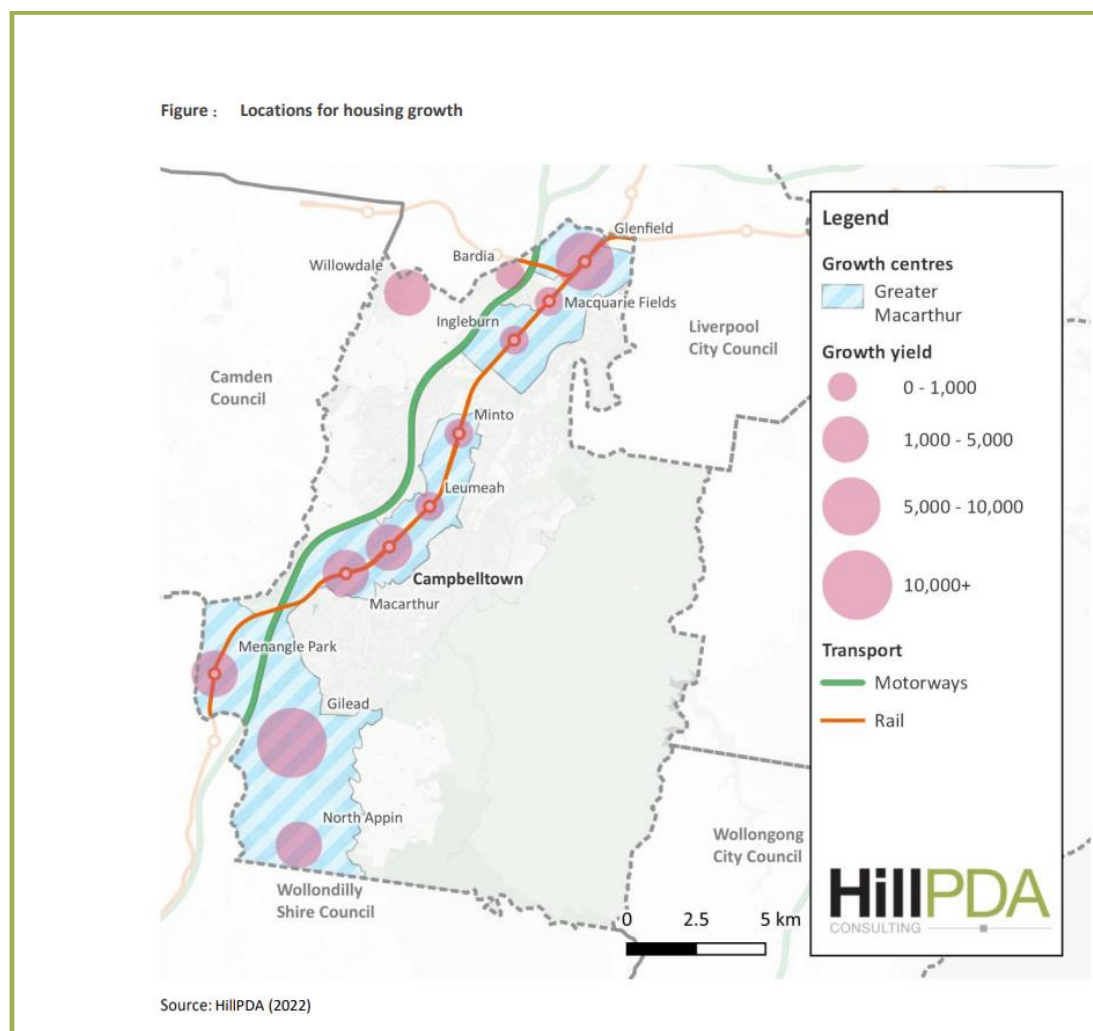 Figure : Locations for housing growth
Glenfield
Bardia
Willowdale
Macquarie Fields
Ingleburn
Liverpool
City Council
Camden
Council
Minto
Leumeah
Campbelltown
Macarthur
Menangle Park
Gilead
North Appin
Wollondilly
Shire Council
Wollongong
City Council
0 2.5 5 km
Legend
Growth centres
Greater
Macarthur
Growth yield
0 - 1,000
1,000 - 5,000
5,000 - 10,000
10,000+
Transport
Motorways
Rail
HillPDA
CONSULTING
Source: HillPDA (2022)